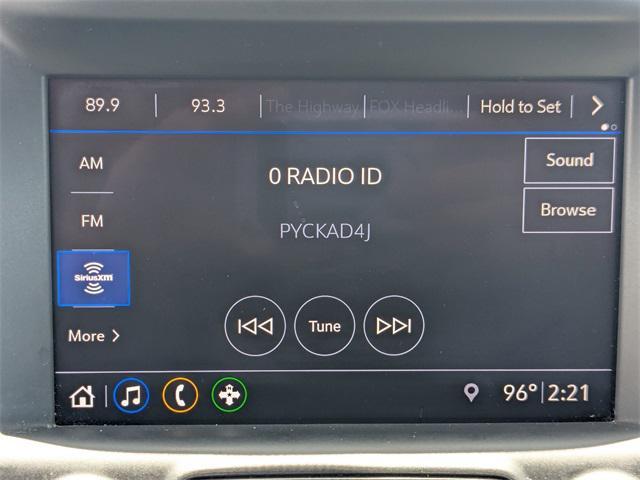 89.9 93.3 The Highway FOX Headli... Hold to Set
AM
0 RADIO ID
Sound
FM
PYCKAD4J
Browse
SiriusXM
More
Tune
96° 2:21